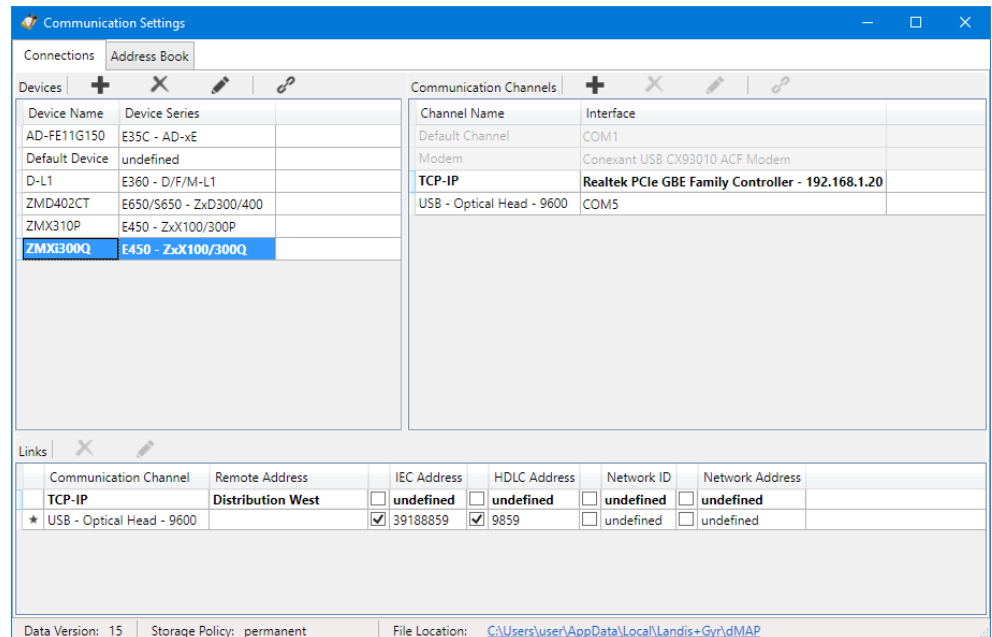 Communication Settings
Connections Address Book
Devices Communication Channels
Device Name Device Series Channel Name Interface
AD-FE11G150 E35C - AD-xE Default Channel COM1
Default Device undefined Modem Conexant USB CX93010 ACF Modem
D-L1 E360 - D/F/M-L1 TCP-IP Realtek PCIe GBE Family Controller - 192.168.1.20
ZMD402CT E650/S650 - ZxD300/400 USB - Optical Head - 9600 COM5
ZMX310P E450 - ZxX100/300P
ZMXi300Q E450 - ZxX100/300Q
Links
Communication Channel Remote Address IEC Address HDLC Address Network ID Network Address
TCP-IP Distribution West undefined undefined undefined undefined
USB - Optical Head - 9600 39188859 9859 undefined undefined
Data Version: 15 Storage Policy: permanent File Location: C:\Users\user\AppData\Local\Landis+Gyr\dMAP